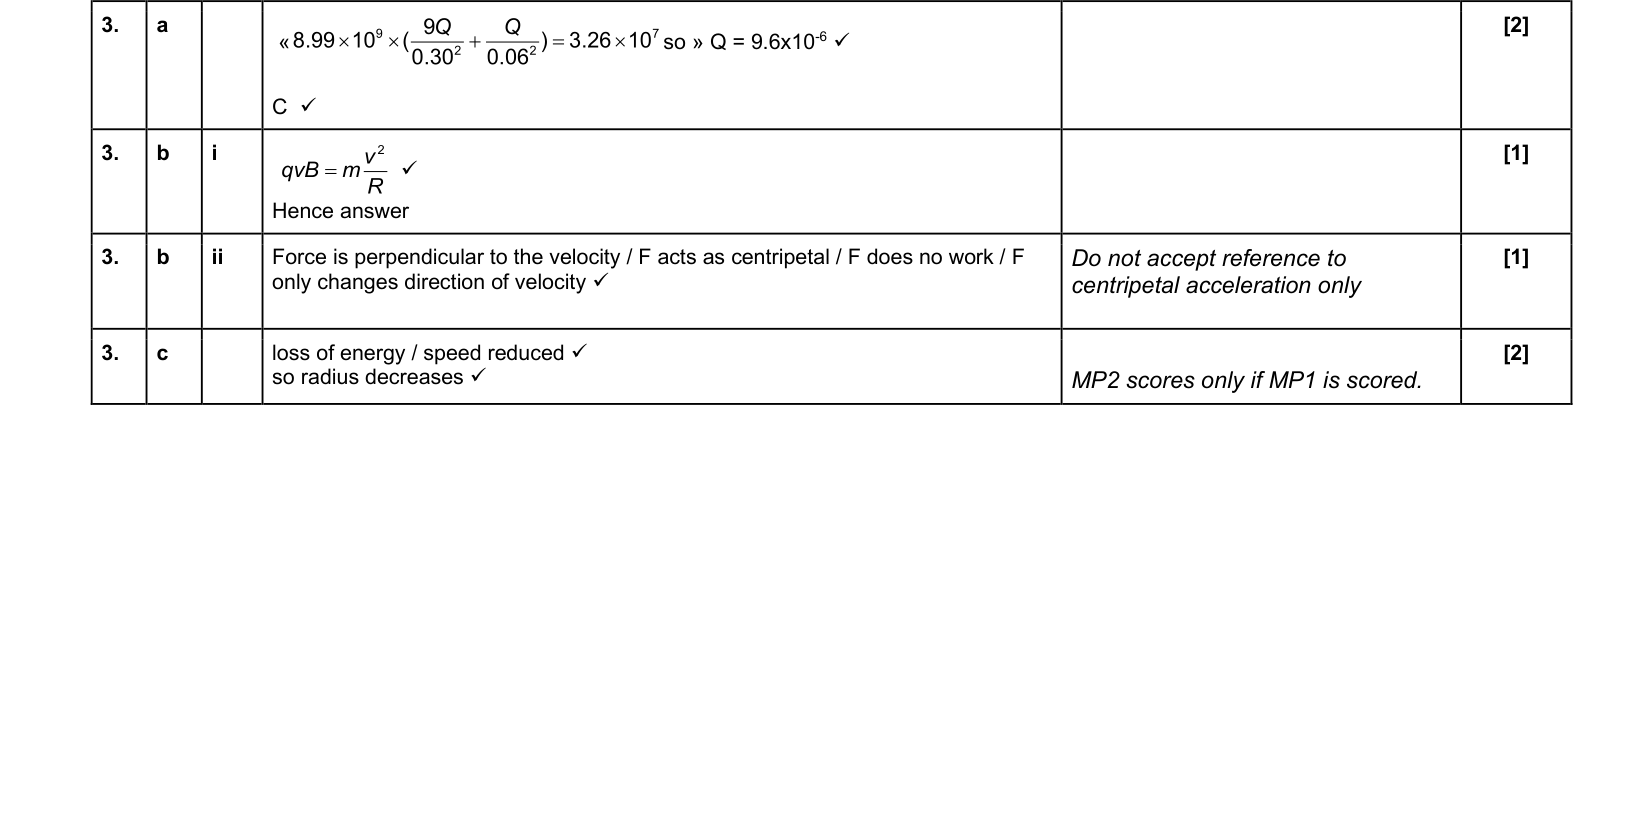 3. a « 8.99 × 10⁹ × (9Q/0.30² + Q/0.06²) = 3.26 × 10⁷ so » Q = 9.6x10⁻⁶ ✓ [2]
C ✓
3. b i qvB = m v²/R ✓ [1]
Hence answer
3. b ii Force is perpendicular to the velocity / F acts as centripetal / F does no work / F Do not accept reference to [1]
only changes direction of velocity ✓ centripetal acceleration only
3. c loss of energy / speed reduced ✓ [2]
so radius decreases ✓ MP2 scores only if MP1 is scored.